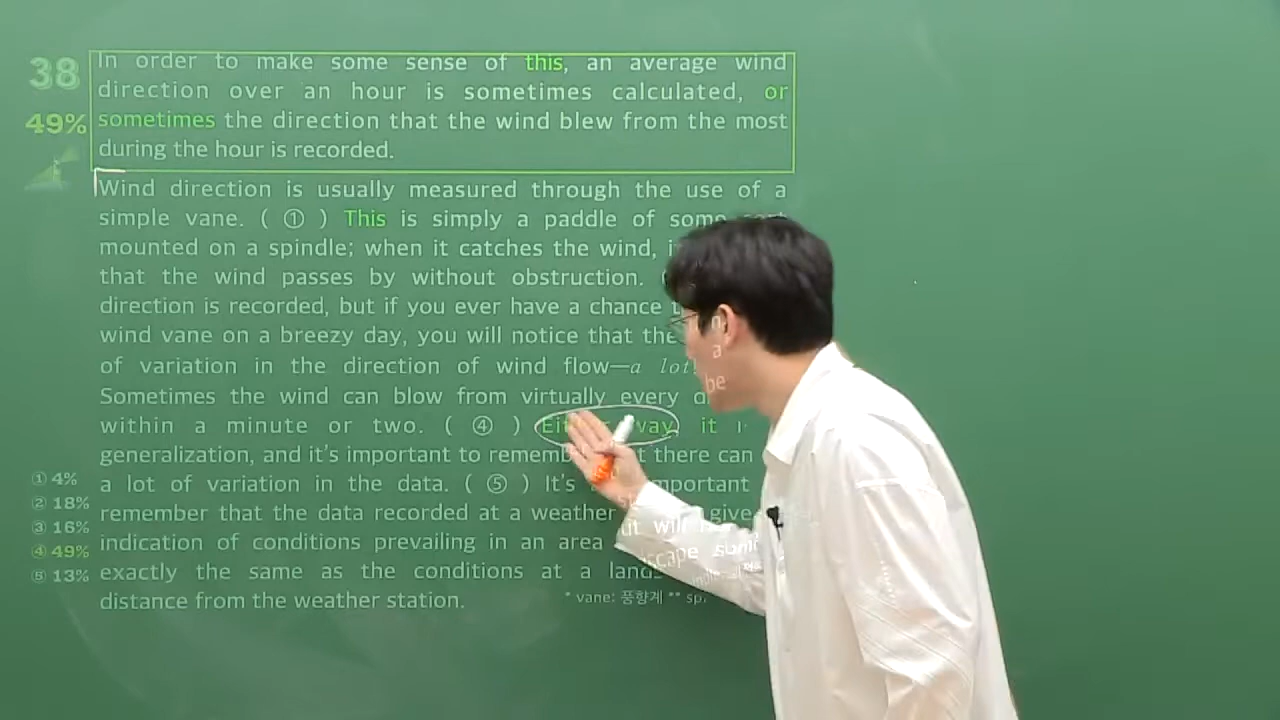 38
49%
In order to make some sense of this, an average wind
direction over an hour is sometimes calculated, or
sometimes the direction that the wind blew from the most
during the hour is recorded.
Wind direction is usually measured through the use of a
simple vane. ( ① ) This is simply a paddle of some
mounted on a spindle; when it catches the wind,
that the wind passes by without obstruction.
direction is recorded, but if you ever have a chance
wind vane on a breezy day, you will notice that
of variation in the direction of wind flow—a lot!
Sometimes the wind can blow from virtually every
within a minute or two. ( ④ ) it
generalization, and it's important to there can be
a lot of variation in the data. ( ⑤ ) It's important
remember that the data recorded at a weather give
indication of conditions prevailing in an area but will
exactly the same as the conditions at a
distance from the weather station.
* vane: 풍향계 **
① 4%
② 18%
③ 16%
④ 49%
⑤ 13%